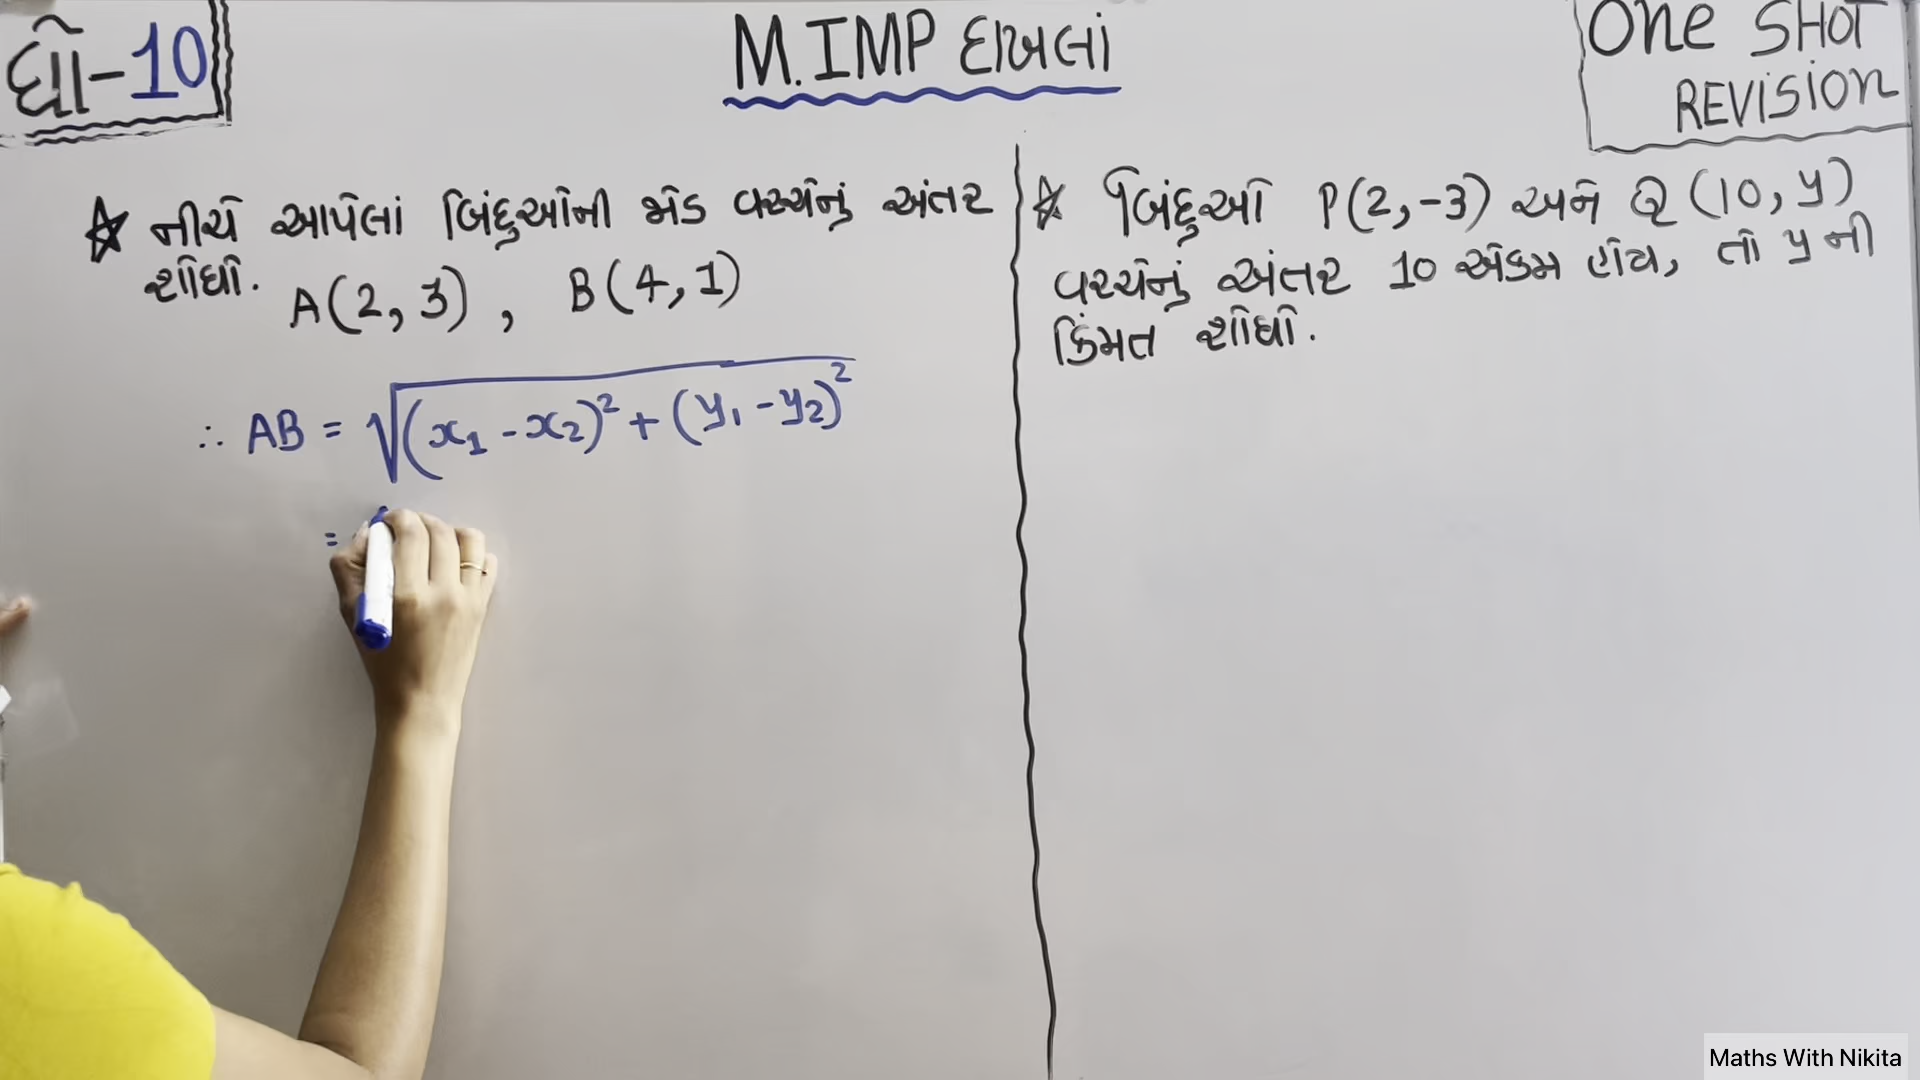 ધો-10
M.IMP દાખલાં
One SHOT
REVISION
નીચે આપેલાં બિંદુઓની જોડ વચ્ચેનું અંતર
શોધો. A(2, 3) , B(4, 1)
∴ AB = √(x₁ - x₂)² + (y₁ - y₂)²
=
બિંદુઓ P(2, -3) અને Q (10, y)
વચ્ચેનું અંતર 10 એકમ હોય, તો y ની
કિંમત શોધો.
Maths With Nikita